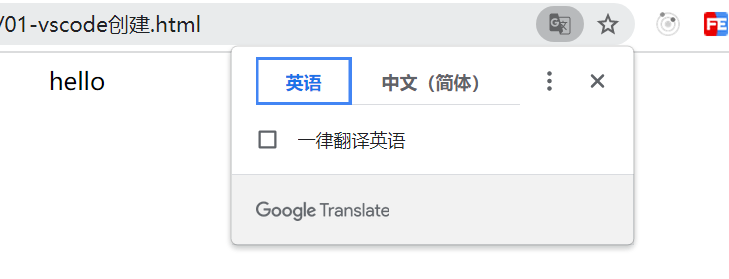 /01-vscode创建.html
hello
英语 中文（简体）
一律翻译英语
Google Translate